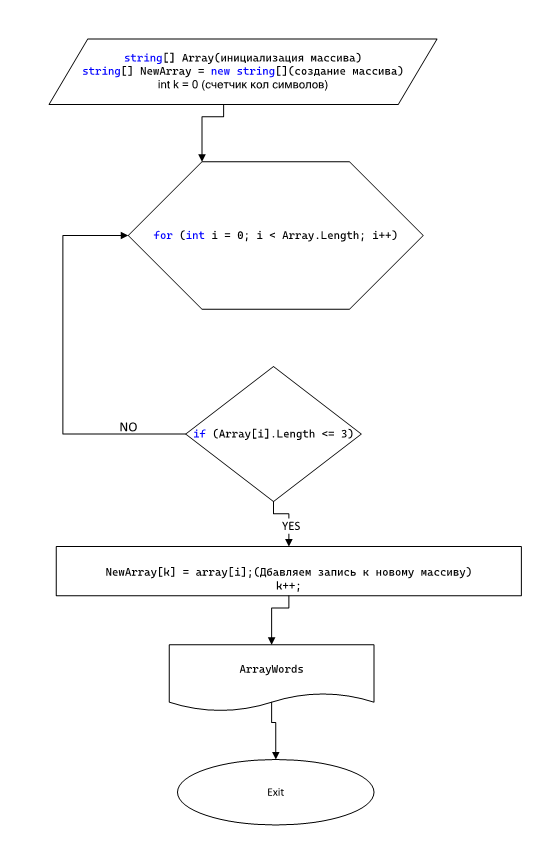 string[] Array(инициализация массива)
string[] NewArray = new string[](создание массива)
int k = 0 (счетчик кол символов)
for (int i = 0; i < Array.Length; i++)
if (Array[i].Length <= 3)
NO
YES
NewArray[k] = array[i];(Дбавляем запись к новому массиву)
k++;
ArrayWords
Exit